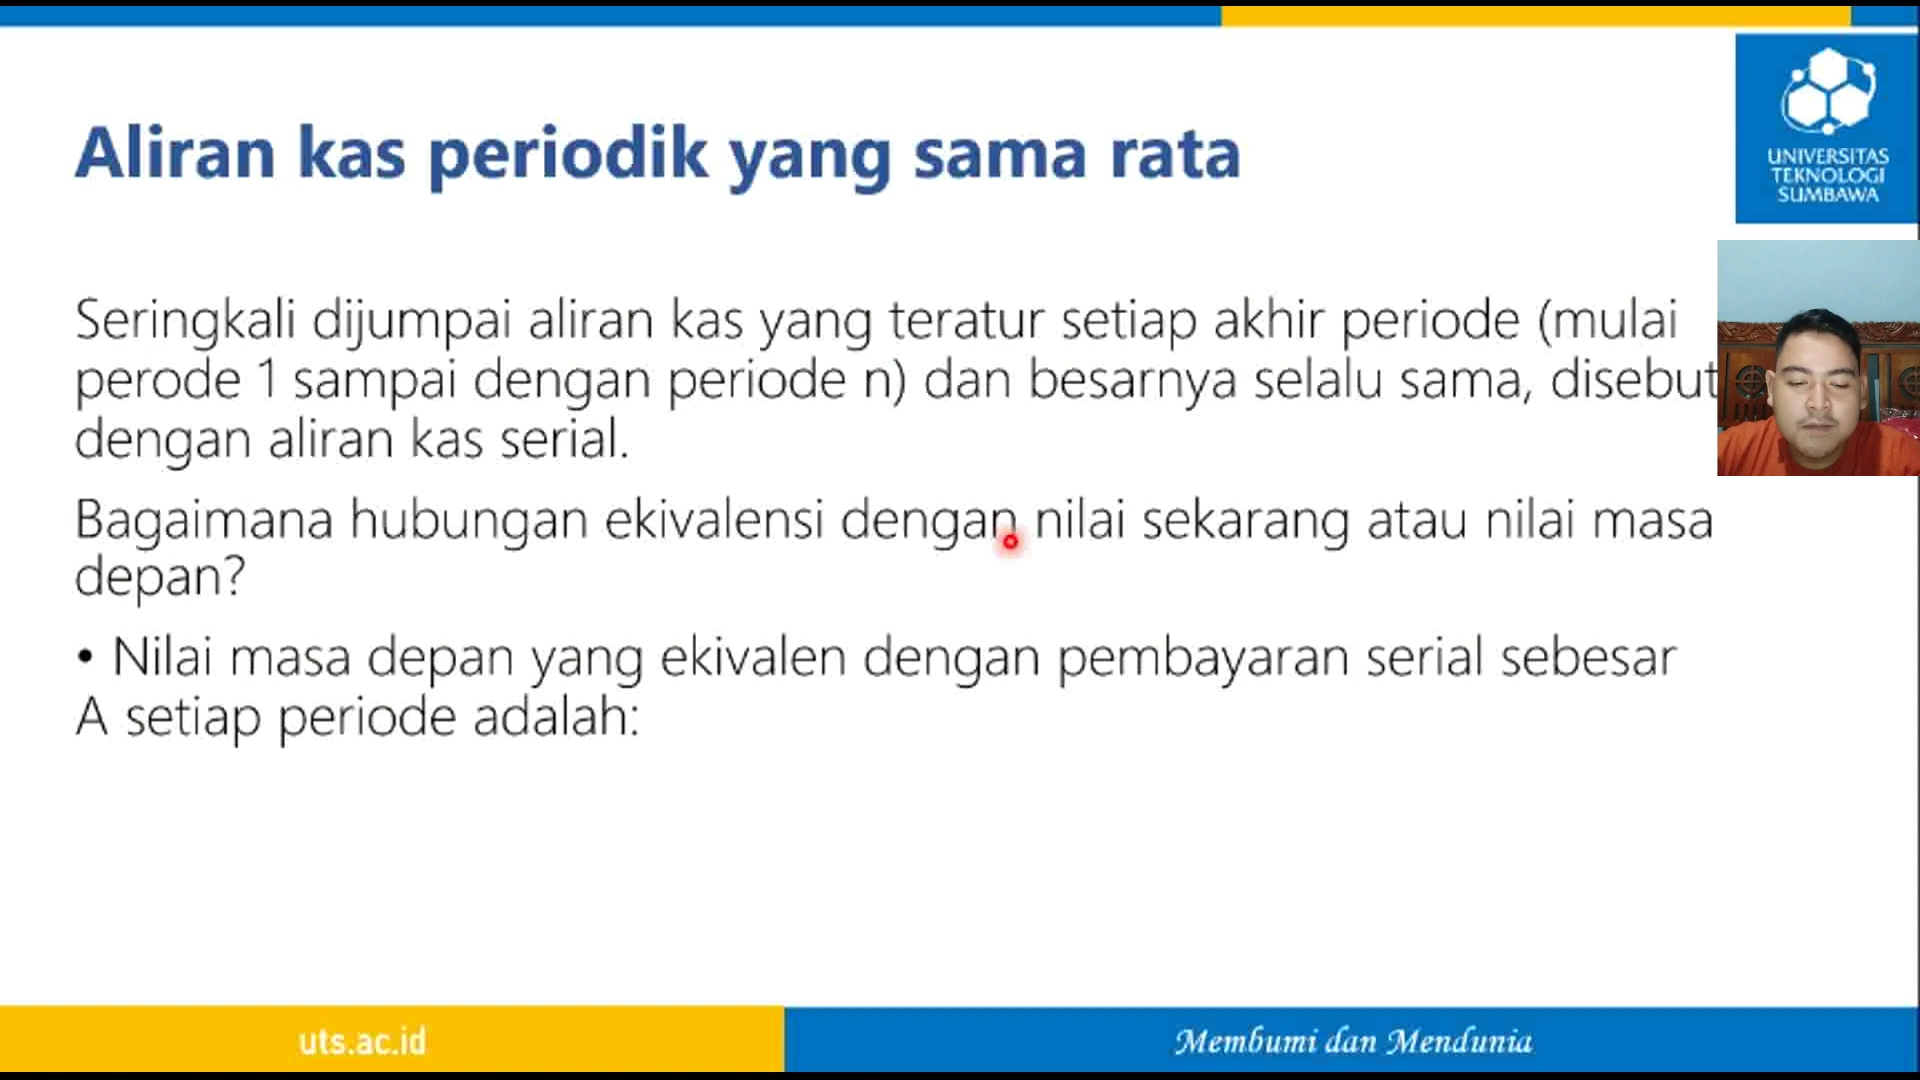 UNIVERSITAS
TEKNOLOGI
SUMBAWA
Aliran kas periodik yang sama rata
Seringkali dijumpai aliran kas yang teratur setiap akhir periode (mulai
perode 1 sampai dengan periode n) dan besarnya selalu sama, disebut
dengan aliran kas serial.
Bagaimana hubungan ekivalensi dengan nilai sekarang atau nilai masa
depan?
• Nilai masa depan yang ekivalen dengan pembayaran serial sebesar
A setiap periode adalah:
uts.ac.id
Membumi dan Mendunia